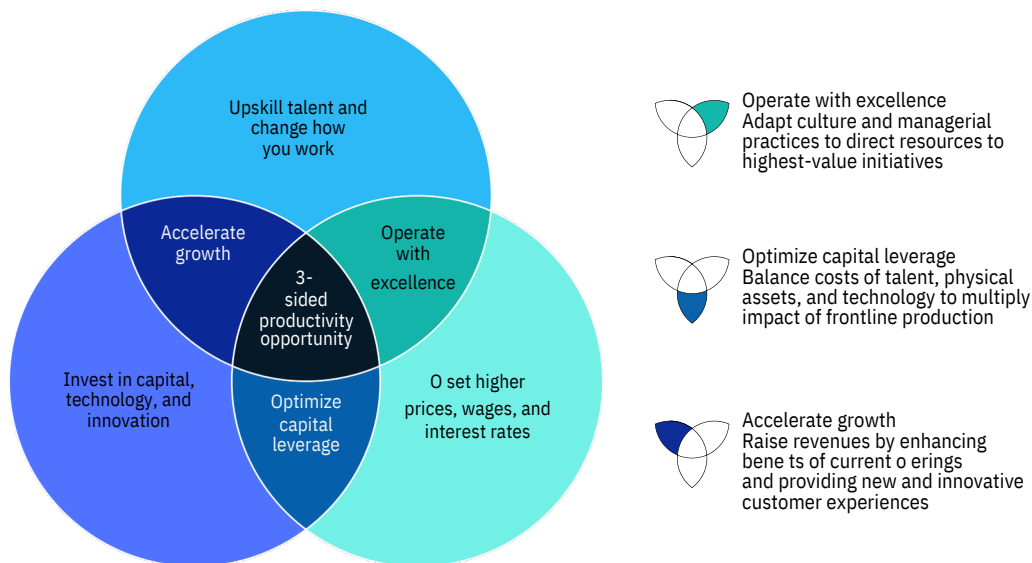 Upskill talent and
change how
you work
Accelerate
growth
Operate
with
excellence
3-
sided
productivity
opportunity
Invest in capital,
technology, and
innovation
Optimize
capital
leverage
O set higher
prices, wages, and
interest rates
Operate with excellence
Adapt culture and managerial
practices to direct resources to
highest-value initiatives
Optimize capital leverage
Balance costs of talent, physical
assets, and technology to multiply
impact of frontline production
Accelerate growth
Raise revenues by enhancing
bene ts of current o erings
and providing new and innovative
customer experiences